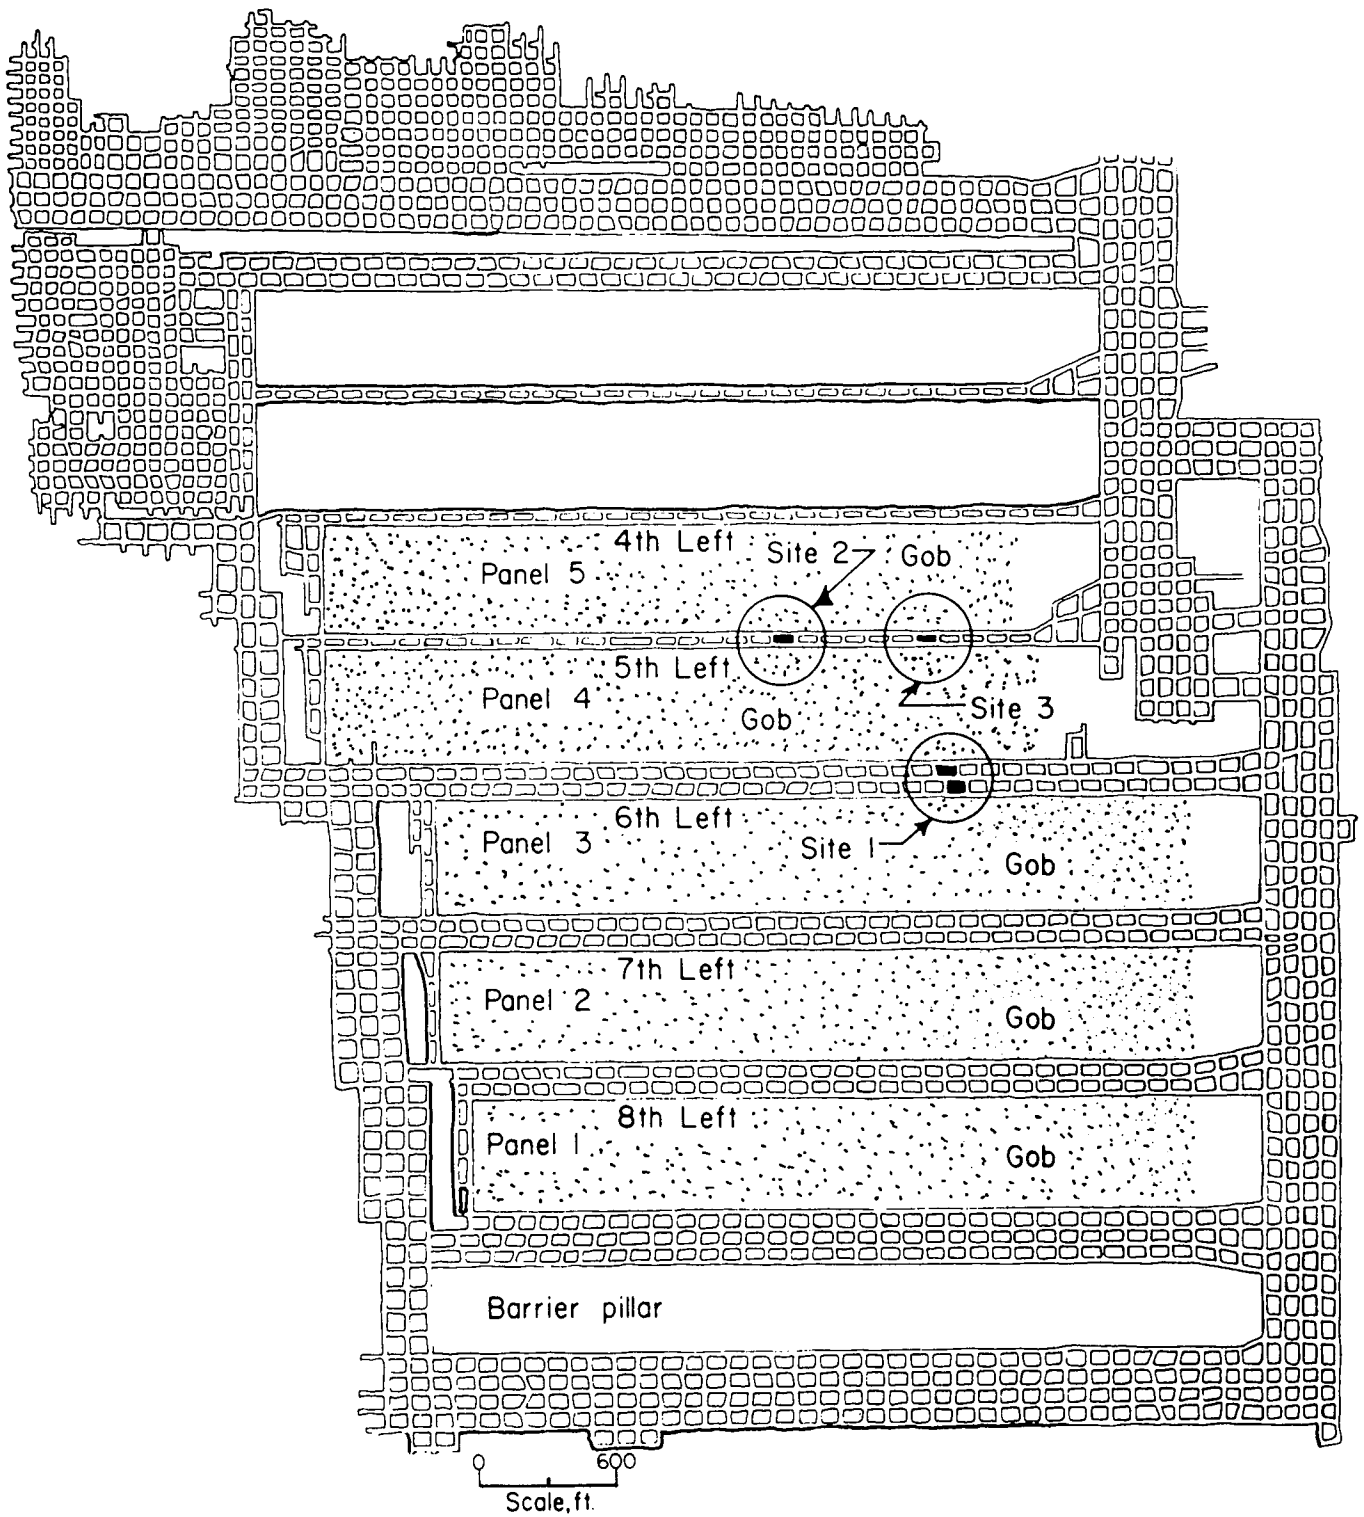 4th Left
Site 2
Gob
Panel 5
5th Left
Panel 4
Gob
Site 3
6th Left
Panel 3
Site 1
Gob
7th Left
Panel 2
Gob
8th Left
Panel 1
Gob
Barrier pillar
0 600
Scale, ft.